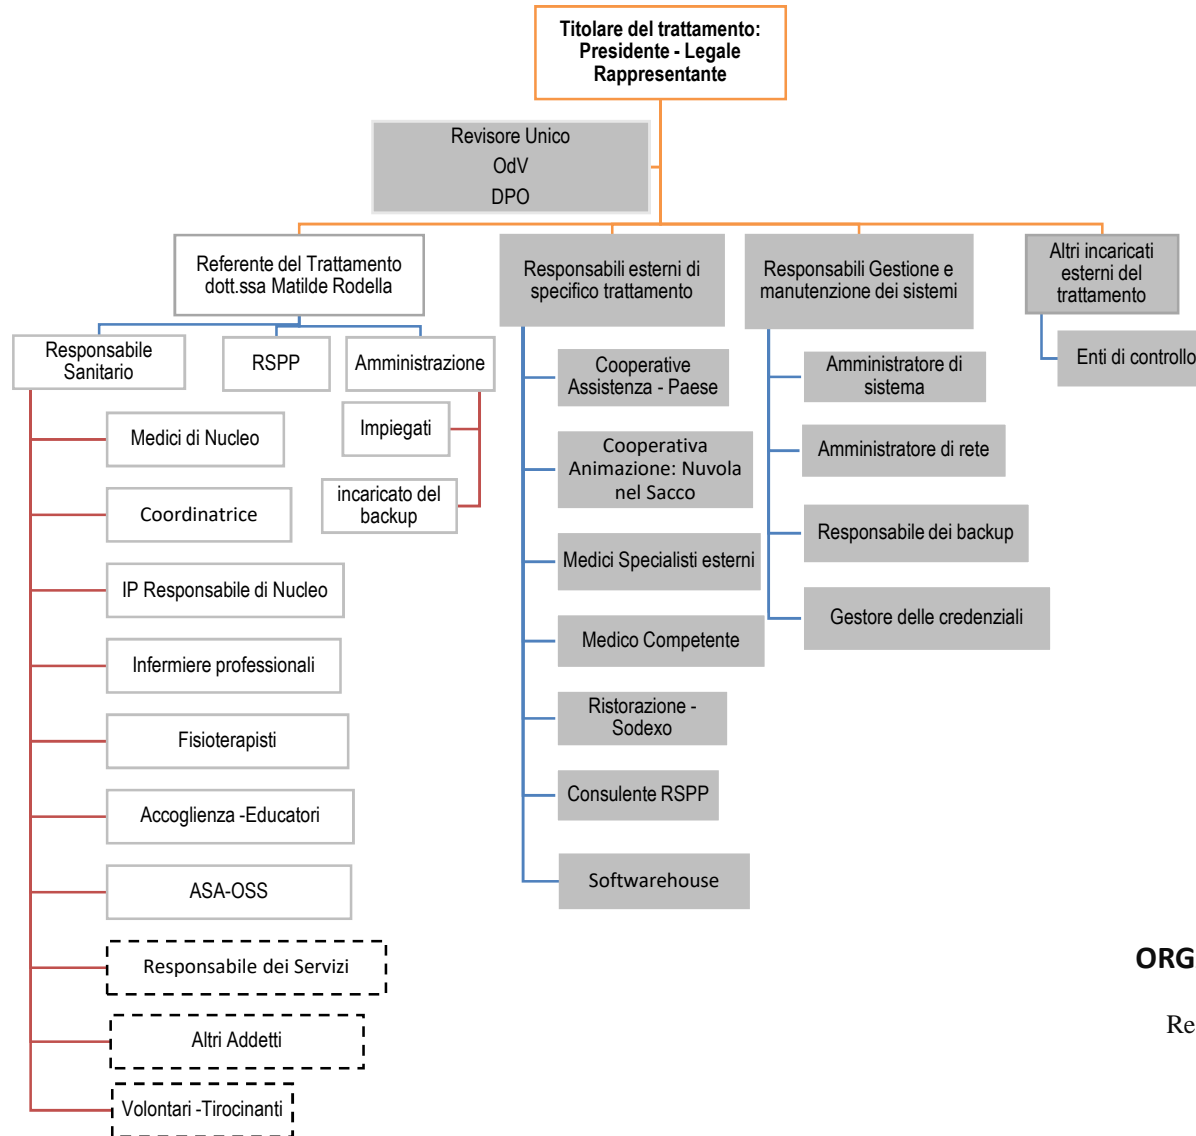 Titolare del trattamento:
Presidente - Legale
Rappresentante
Revisore Unico
OdV
DPO
Referente del Trattamento
dott.ssa Matilde Rodella
Responsabili esterni di
specifico trattamento
Responsabili Gestione e
manutenzione dei sistemi
Altri incaricati
esterni del
trattamento
Responsabile
Sanitario
RSPP
Amministrazione
Medici di Nucleo
Coordinatrice
IP Responsabile di Nucleo
Infermiere professionali
Fisioterapisti
Accoglienza -Educatori
ASA-OSS
Responsabile dei Servizi
Altri Addetti
Volontari -Tirocinanti
Impiegati
incaricato del
backup
Cooperative
Assistenza - Paese
Cooperativa
Animazione: Nuvola
nel Sacco
Medici Specialisti esterni
Medico Competente
Ristorazione -
Sodexo
Consulente RSPP
Softwarehouse
Amministratore di
sistema
Amministratore di rete
Responsabile dei backup
Gestore delle credenziali
Enti di controllo
ORG
Re